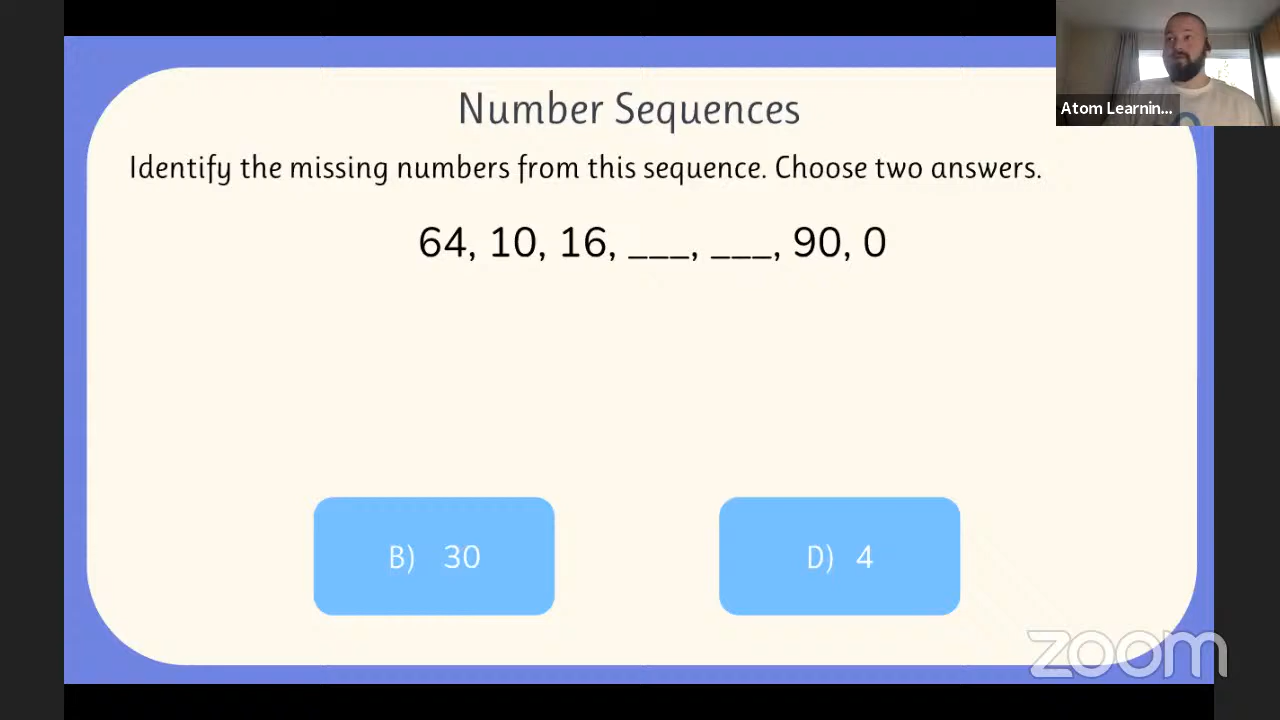 Number Sequences
Identify the missing numbers from this sequence. Choose two answers.
64, 10, 16, ___, ___, 90, 0
B) 30
D) 4
Atom Learnin...
zoom